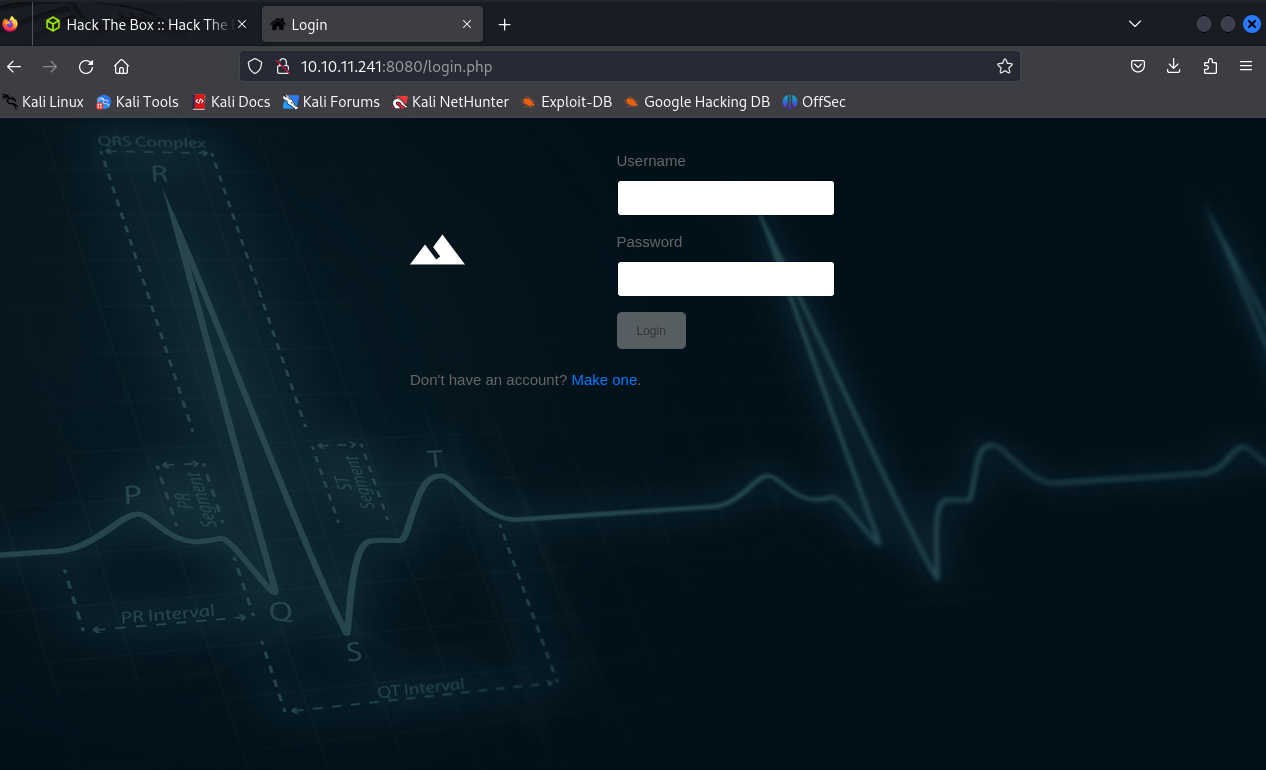 Hack The Box :: Hack The
Login
10.10.11.241:8080/login.php
Kali Linux Kali Tools Kali Docs Kali Forums Kali NetHunter Exploit-DB Google Hacking DB OffSec
QRS Complex
R
Username
Password
Login
Don't have an account? Make one.
T
ST
Segment
P
PR
Segment
PR Interval
Q
S
QT Interval